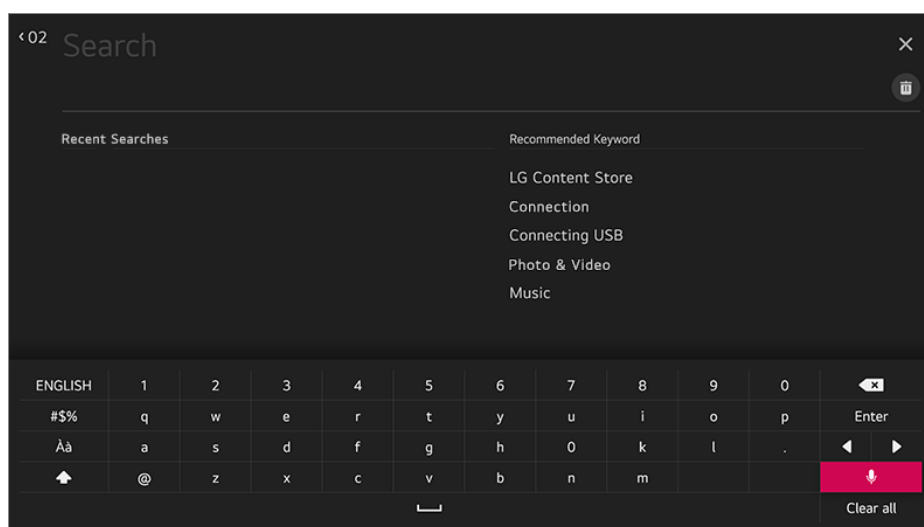 02 Search
Recent Searches
Recommended Keyword
LG Content Store
Connection
Connecting USB
Photo & Video
Music
ENGLISH 1 2 3 4 5 6 7 8 9 0
#$% q w e r t y u i o p Enter
Àà a s d f g h 0 k l .
@ z x c v b n m
Clear all